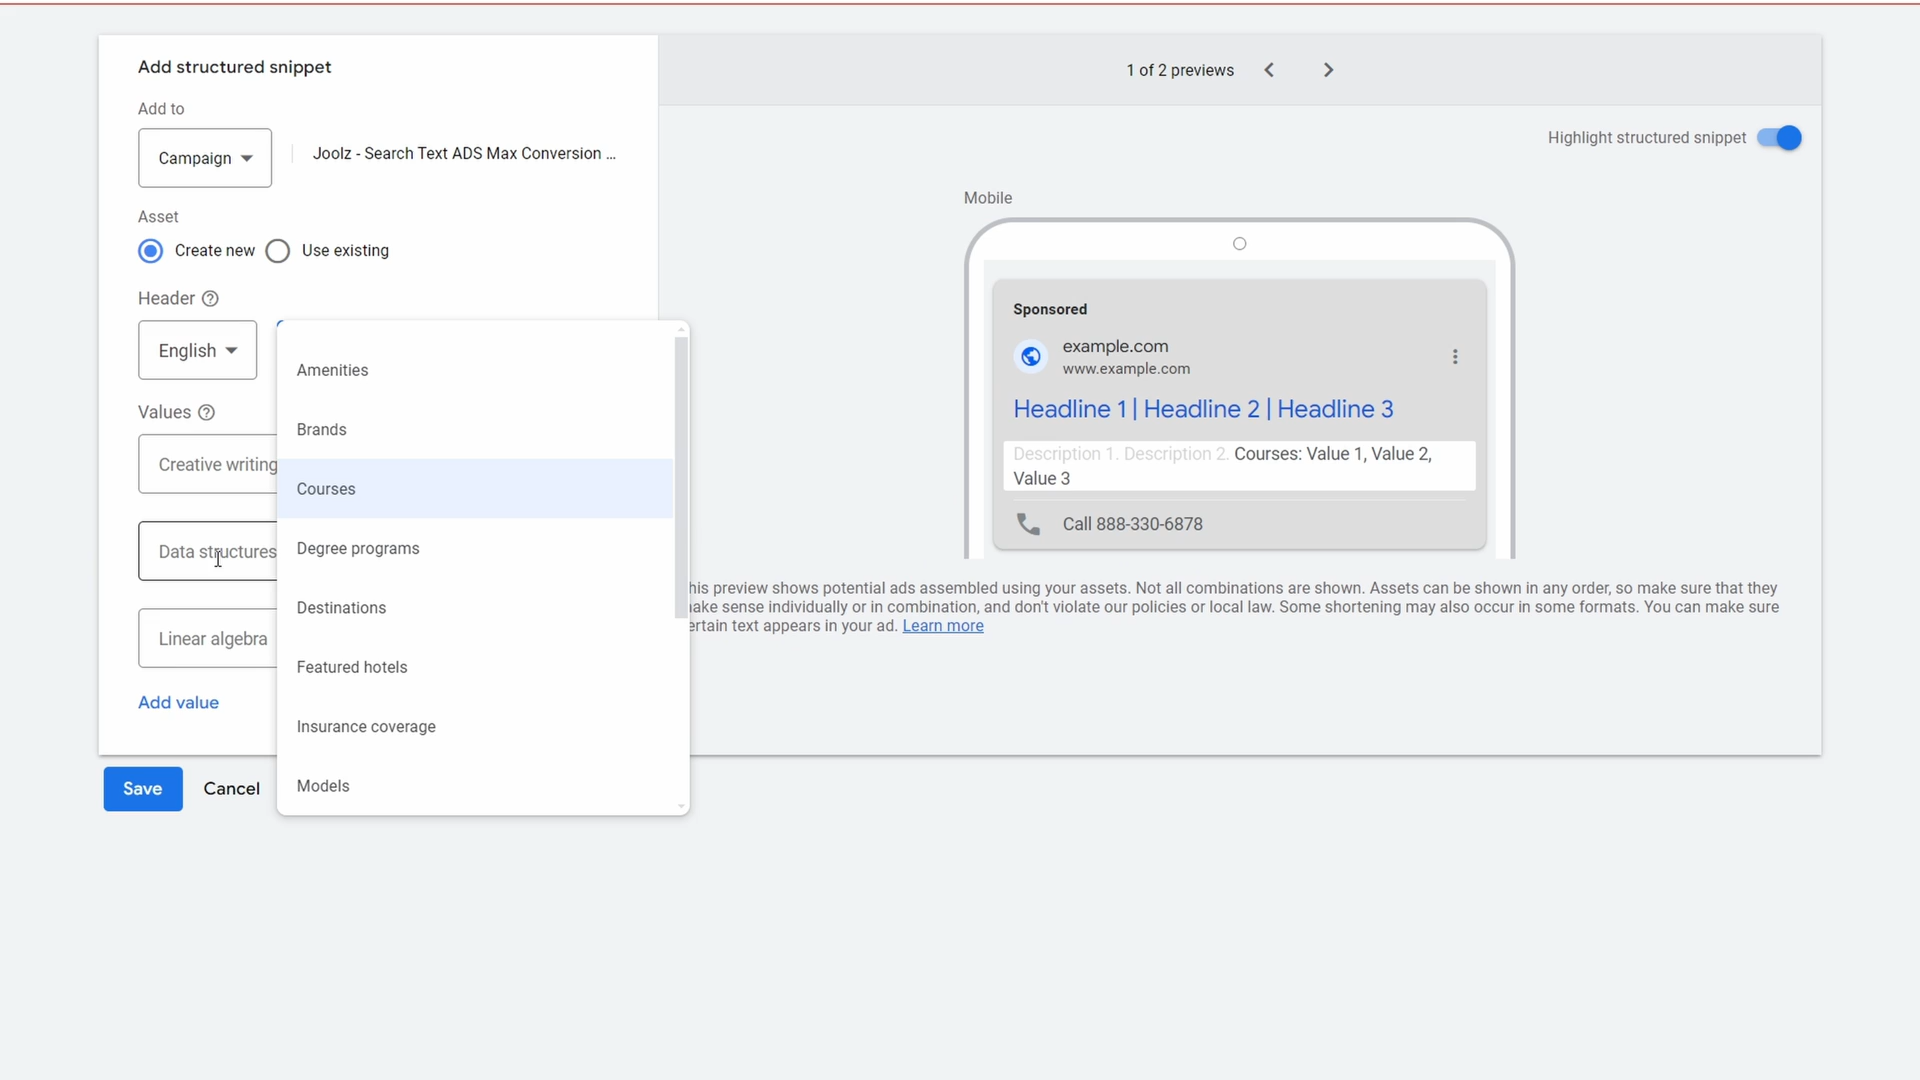 Add structured snippet
Add to
Campaign
Joolz - Search Text ADS Max Conversion ...
Asset
Create new
Use existing
Header
English
Values
Creative writing
Data structures
Linear algebra
Add value
Save
Cancel
Amenities
Brands
Courses
Degree programs
Destinations
Featured hotels
Insurance coverage
Models
1 of 2 previews
Highlight structured snippet
Mobile
Sponsored
example.com
www.example.com
Headline 1 | Headline 2 | Headline 3
Description 1. Description 2. Courses: Value 1, Value 2,
Value 3
Call 888-330-6878
his preview shows potential ads assembled using your assets. Not all combinations are shown. Assets can be shown in any order, so make sure that they
ake sense individually or in combination, and don't violate our policies or local law. Some shortening may also occur in some formats. You can make sure
ertain text appears in your ad. Learn more